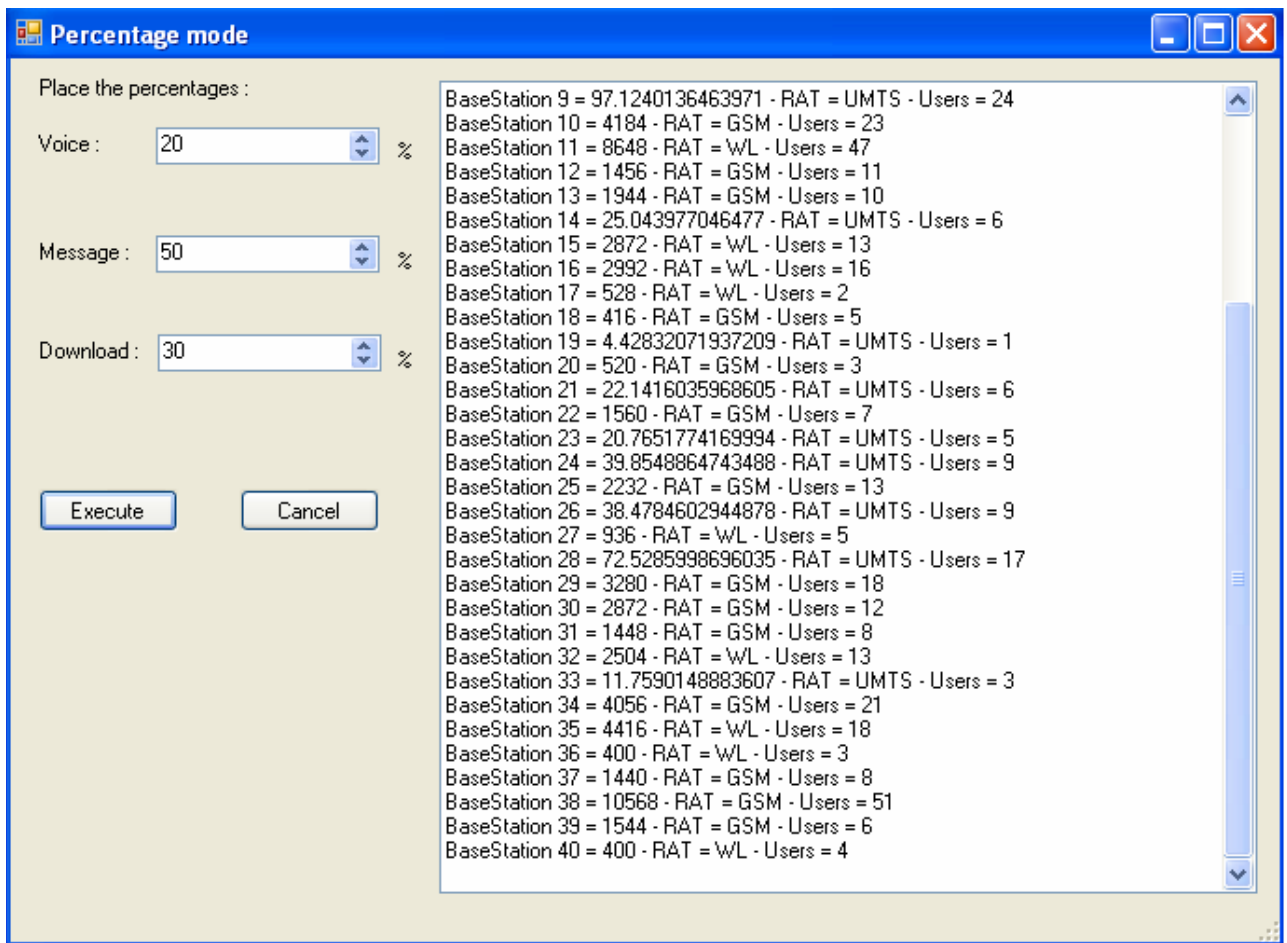 Percentage mode
Place the percentages :
Voice : 20 %
Message : 50 %
Download : 30 %
Execute Cancel
BaseStation 9 = 97.1240136463971 - RAT = UMTS - Users = 24
BaseStation 10 = 4184 - RAT = GSM - Users = 23
BaseStation 11 = 8648 - RAT = WL - Users = 47
BaseStation 12 = 1456 - RAT = GSM - Users = 11
BaseStation 13 = 1944 - RAT = GSM - Users = 10
BaseStation 14 = 25.043977046477 - RAT = UMTS - Users = 6
BaseStation 15 = 2872 - RAT = WL - Users = 13
BaseStation 16 = 2992 - RAT = WL - Users = 16
BaseStation 17 = 528 - RAT = WL - Users = 2
BaseStation 18 = 416 - RAT = GSM - Users = 5
BaseStation 19 = 4.42832071937209 - RAT = UMTS - Users = 1
BaseStation 20 = 520 - RAT = GSM - Users = 3
BaseStation 21 = 22.1416035968605 - RAT = UMTS - Users = 6
BaseStation 22 = 1560 - RAT = GSM - Users = 7
BaseStation 23 = 20.7651774169994 - RAT = UMTS - Users = 5
BaseStation 24 = 39.8548864743488 - RAT = UMTS - Users = 9
BaseStation 25 = 2232 - RAT = GSM - Users = 13
BaseStation 26 = 38.4784602944878 - RAT = UMTS - Users = 9
BaseStation 27 = 936 - RAT = WL - Users = 5
BaseStation 28 = 72.5285998696035 - RAT = UMTS - Users = 17
BaseStation 29 = 3280 - RAT = GSM - Users = 18
BaseStation 30 = 2872 - RAT = GSM - Users = 12
BaseStation 31 = 1448 - RAT = GSM - Users = 8
BaseStation 32 = 2504 - RAT = WL - Users = 13
BaseStation 33 = 11.7590148883607 - RAT = UMTS - Users = 3
BaseStation 34 = 4056 - RAT = GSM - Users = 21
BaseStation 35 = 4416 - RAT = WL - Users = 18
BaseStation 36 = 400 - RAT = WL - Users = 3
BaseStation 37 = 1440 - RAT = GSM - Users = 8
BaseStation 38 = 10568 - RAT = GSM - Users = 51
BaseStation 39 = 1544 - RAT = GSM - Users = 6
BaseStation 40 = 400 - RAT = WL - Users = 4